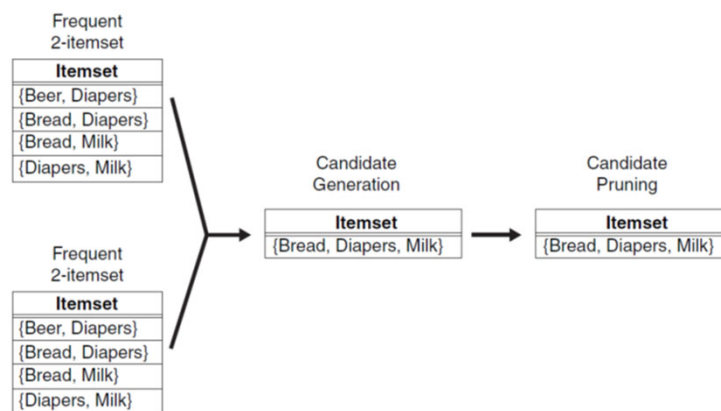 Frequent
2-itemset
Itemset
{Beer, Diapers}
{Bread, Diapers}
{Bread, Milk}
{Diapers, Milk}
Candidate
Generation
Itemset
{Bread, Diapers, Milk}
Candidate
Pruning
Itemset
{Bread, Diapers, Milk}
Frequent
2-itemset
Itemset
{Beer, Diapers}
{Bread, Diapers}
{Bread, Milk}
{Diapers, Milk}